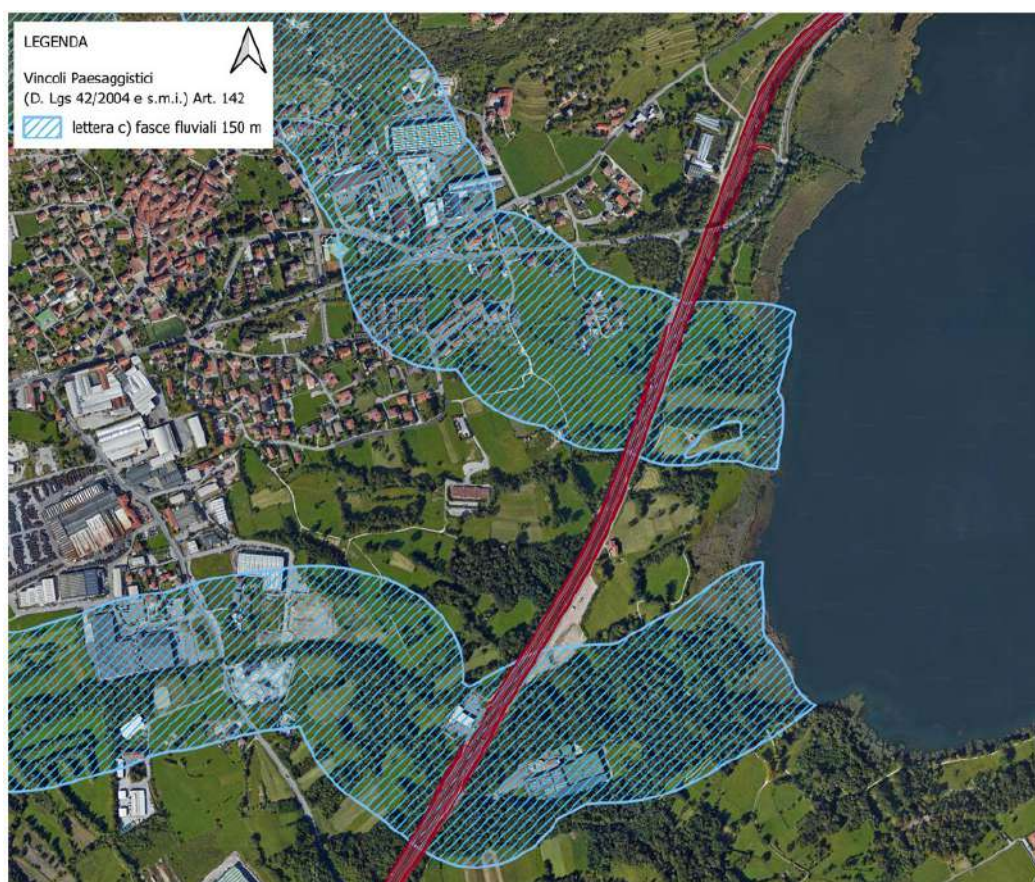 LEGENDA
Vincoli Paesaggistici
(D. Lgs 42/2004 e s.m.i.) Art. 142
lettera c) fasce fluviali 150 m